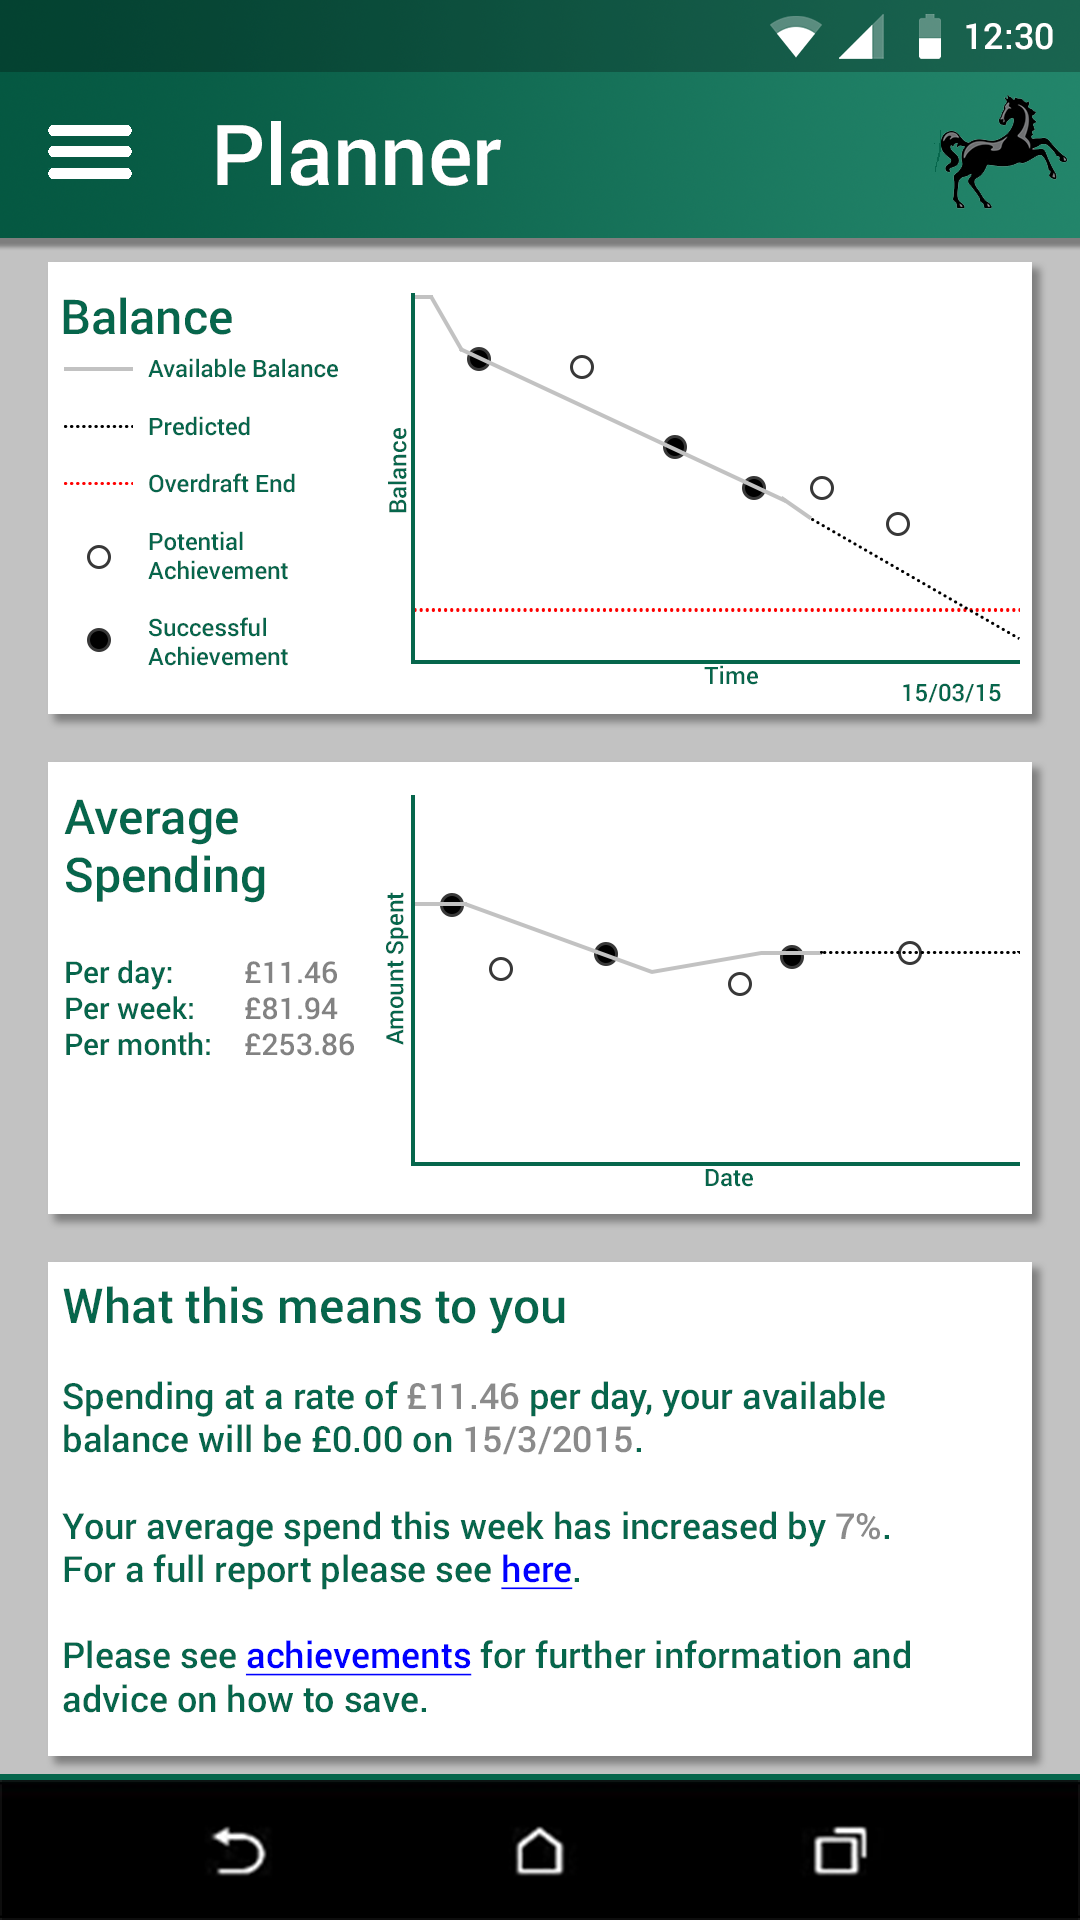 12:30
Planner
Balance
Available Balance
Predicted
Overdraft End
Potential
Achievement
Successful
Achievement
Balance
Time
15/03/15
Average
Spending
Per day: £11.46
Per week: £81.94
Per month: £253.86
Amount Spent
Date
What this means to you
Spending at a rate of £11.46 per day, your available
balance will be £0.00 on 15/3/2015.
Your average spend this week has increased by 7%.
For a full report please see here.
Please see achievements for further information and
advice on how to save.